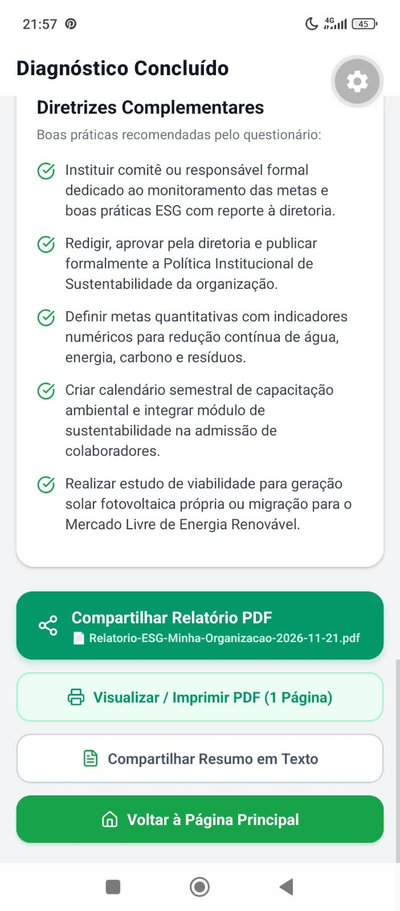 21:57
4G
45
Diagnóstico Concluído
Diretrizes Complementares
Boas práticas recomendadas pelo questionário:
Instituir comitê ou responsável formal
dedicado ao monitoramento das metas e
boas práticas ESG com reporte à diretoria.
Redigir, aprovar pela diretoria e publicar
formalmente a Política Institucional de
Sustentabilidade da organização.
Definir metas quantitativas com indicadores
numéricos para redução contínua de água,
energia, carbono e resíduos.
Criar calendário semestral de capacitação
ambiental e integrar módulo de
sustentabilidade na admissão de
colaboradores.
Realizar estudo de viabilidade para geração
solar fotovoltaica própria ou migração para o
Mercado Livre de Energia Renovável.
Compartilhar Relatório PDF
Relatorio-ESG-Minha-Organizacao-2026-11-21.pdf
Visualizar / Imprimir PDF (1 Página)
Compartilhar Resumo em Texto
Voltar à Página Principal